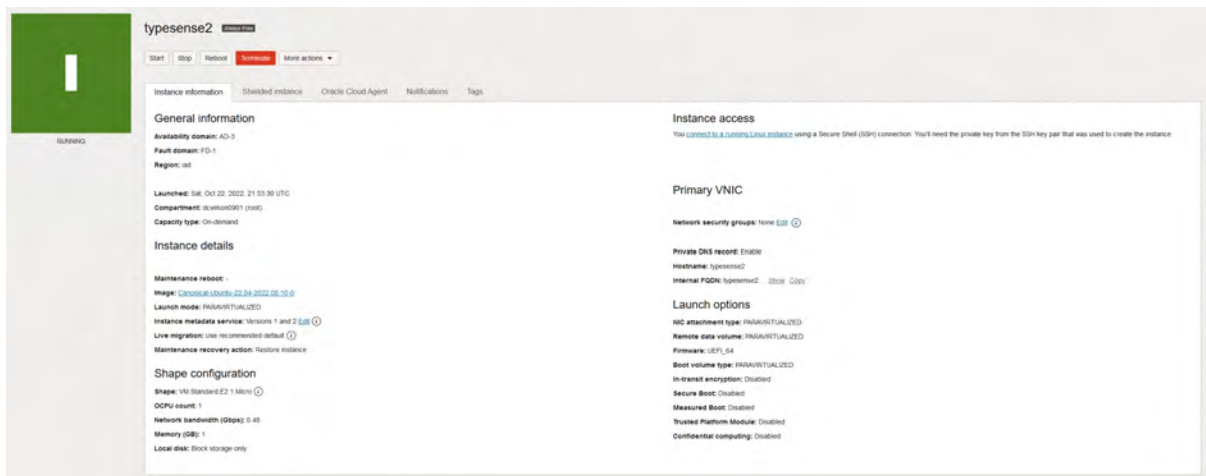 typesense2 Always Free
Start Stop Reboot Terminate More actions
RUNNING
Instance information Shielded instance Oracle Cloud Agent Notifications Tags
General information
Availability domain: AD-3
Fault domain: FD-1
Region: iad
Launched: Sat, Oct 22, 2022, 21:53:30 UTC
Compartment: (root)
Capacity type: On-demand
Instance details
Maintenance reboot: -
Image: Canonical-Ubuntu-22.04-2022.08.10-0
Launch mode: PARAVIRTUALIZED
Instance metadata service: Versions 1 and 2 Edit
Live migration: Use recommended default
Maintenance recovery action: Restore instance
Shape configuration
Shape: VM.Standard.E2.1.Micro
OCPU count: 1
Network bandwidth (Gbps): 0.48
Memory (GB): 1
Local disk: Block storage only
Instance access
You connect to a running Linux instance using a Secure Shell (SSH) connection. You'll need the private key from the SSH key pair that was used to create the instance
Primary VNIC
Network security groups: None Edit
Private DNS record: Enable
Hostname: typesense2
Internal FQDN: typesense2 Show Copy
Launch options
NIC attachment type: PARAVIRTUALIZED
Remote data volume: PARAVIRTUALIZED
Firmware: UEFI_64
Boot volume type: PARAVIRTUALIZED
In-transit encryption: Disabled
Secure Boot: Disabled
Measured Boot: Disabled
Trusted Platform Module: Disabled
Confidential computing: Disabled